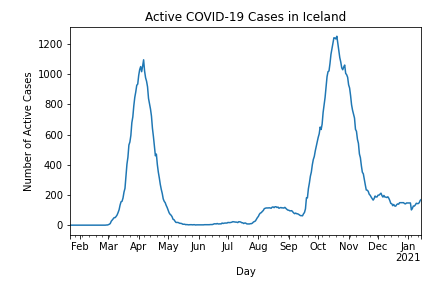 Active COVID-19 Cases in Iceland
Number of Active Cases
1200
1000
800
600
400
200
0
Feb Mar Apr May Jun Jul Aug Sep Oct Nov Dec Jan
2021
Day